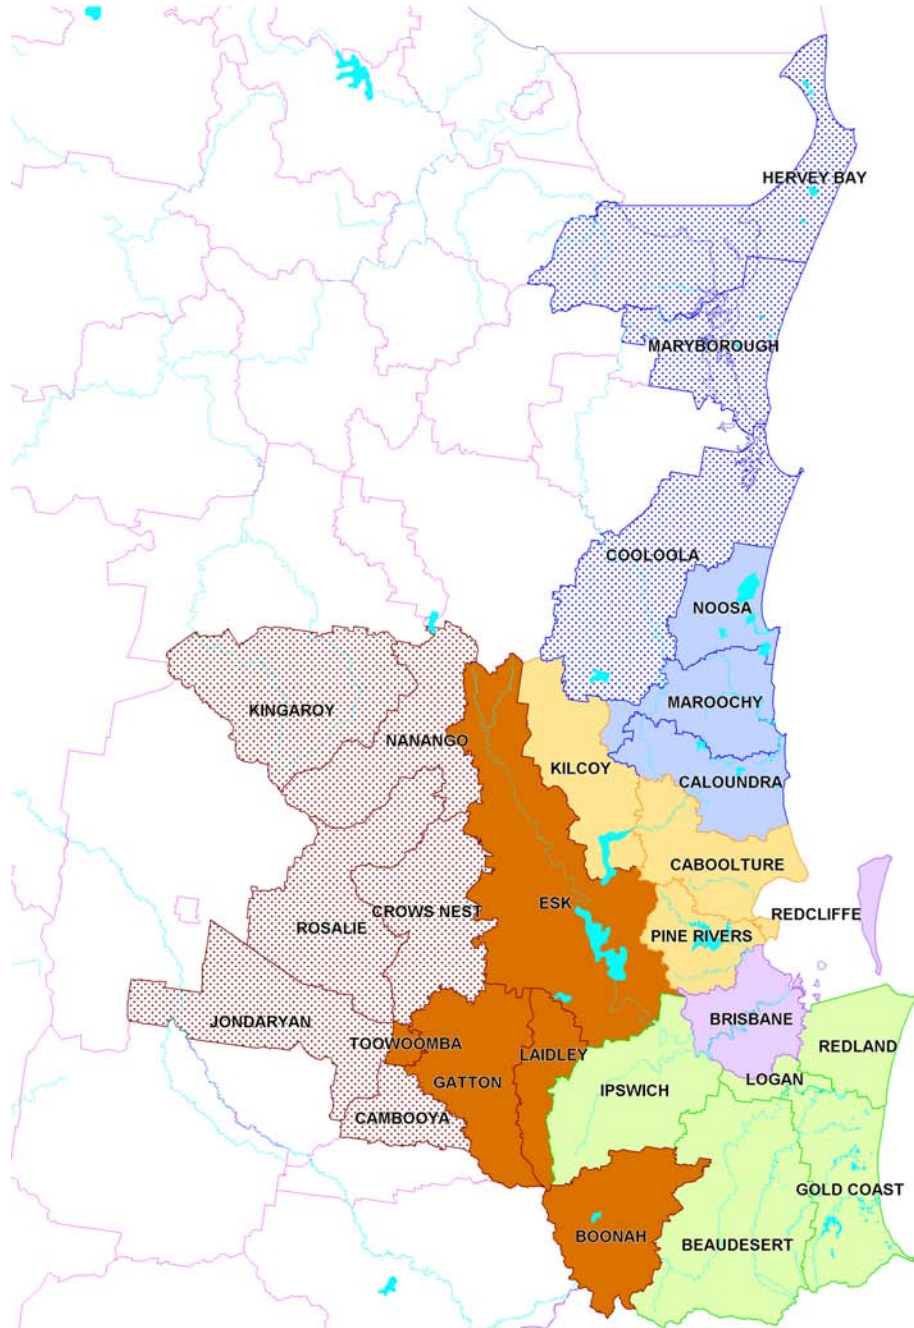 HERVEY BAY
MARYBOROUGH
COOLOOLA
NOOSA
MAROOCHY
KINGAROY
NANANGO
KILCOY
CALOUNDRA
CABOOLTURE
ESK
CROWS NEST
REDCLIFFE
ROSALIE
PINE RIVERS
JONDARYAN
BRISBANE
TOOWOOMBA
LAIDLEY
REDLAND
GATTON
LOGAN
IPSWICH
CAMBOOYA
GOLD COAST
BOONAH
BEAUDESERT